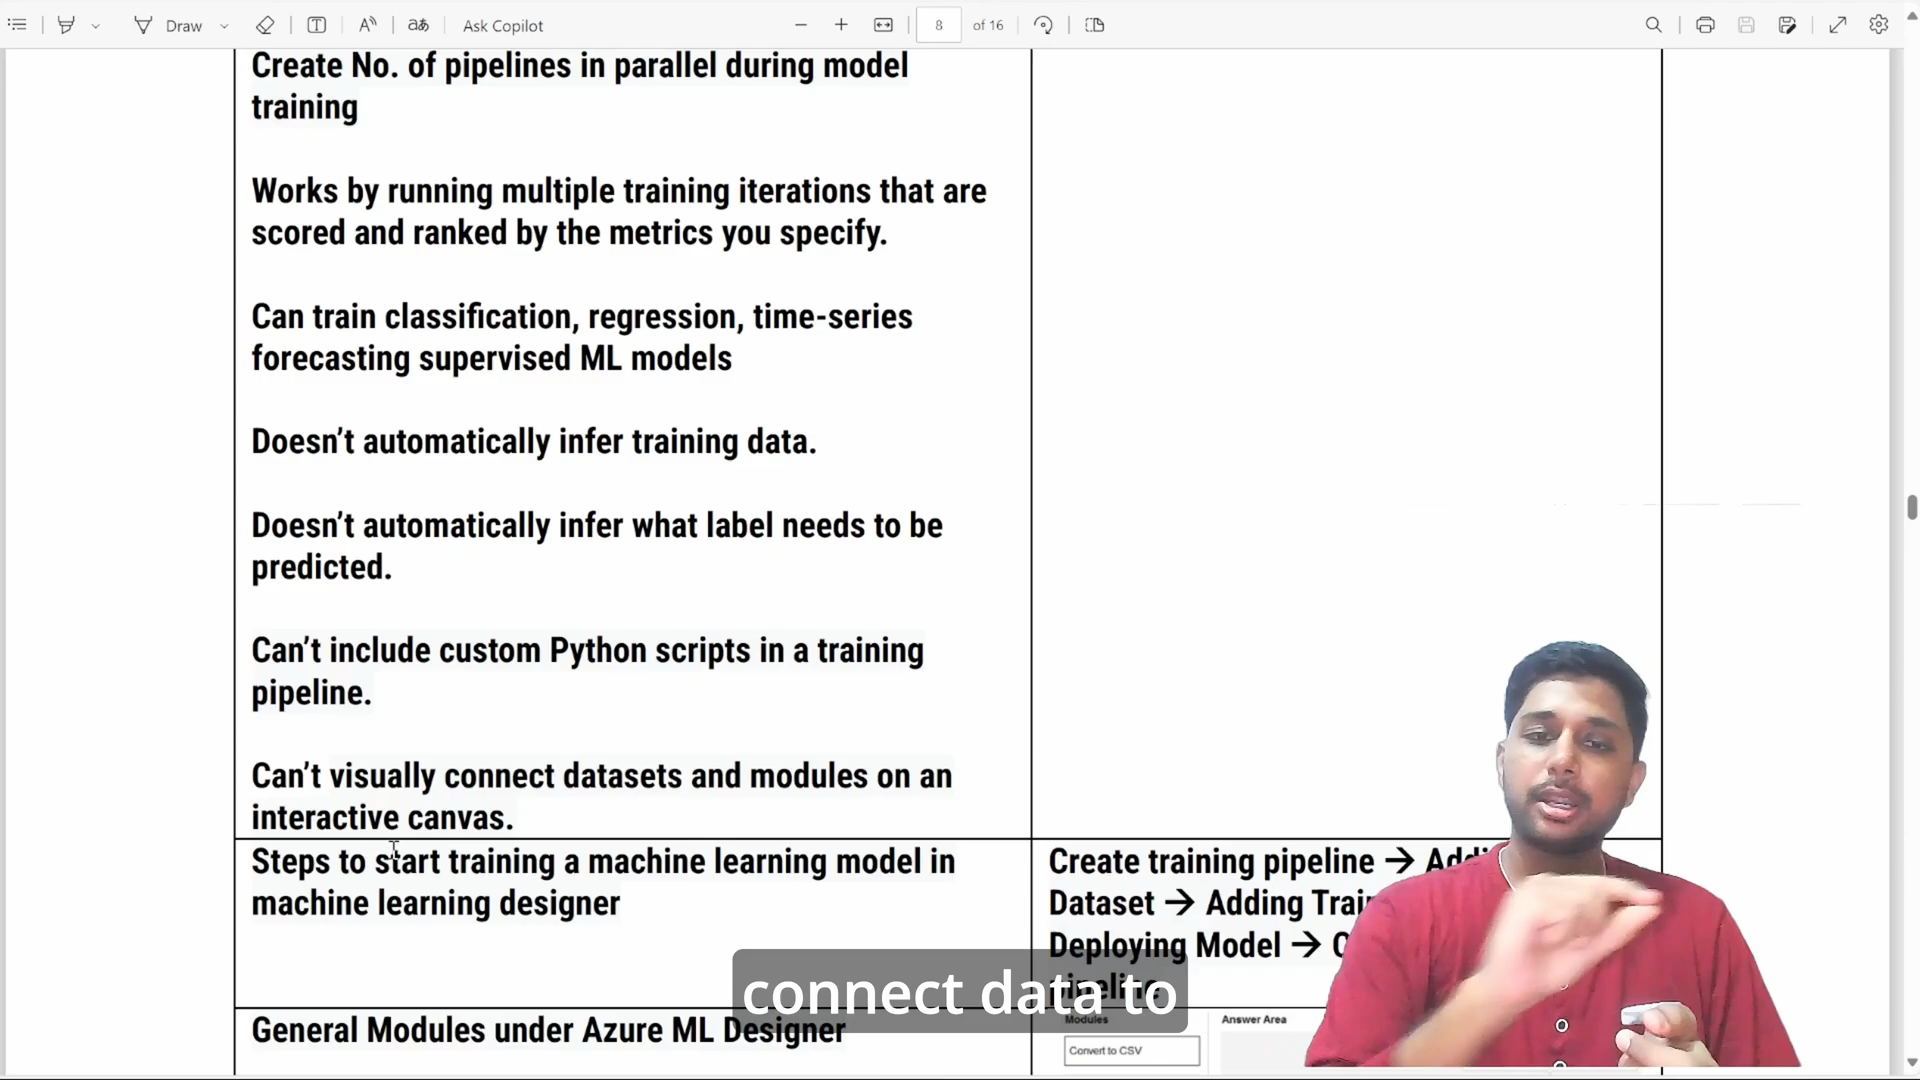 Draw
Ask Copilot
8
of 16
Create No. of pipelines in parallel during model
training
Works by running multiple training iterations that are
scored and ranked by the metrics you specify.
Can train classification, regression, time-series
forecasting supervised ML models
Doesn’t automatically infer training data.
Doesn’t automatically infer what label needs to be
predicted.
Can’t include custom Python scripts in a training
pipeline.
Can’t visually connect datasets and modules on an
interactive canvas.
Steps to start training a machine learning model in
machine learning designer
Create training pipeline →
Dataset → Adding
Deploying Model →
pipeline
connect data to
General Modules under Azure ML Designer
Modules
Answer Area
Convert to CSV